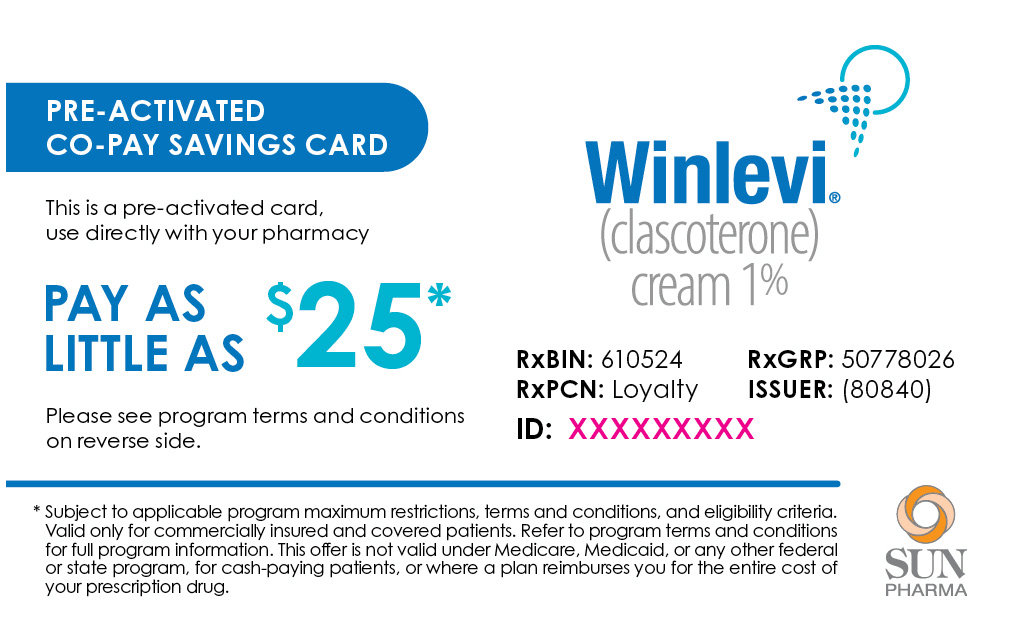 PRE-ACTIVATED
CO-PAY SAVINGS CARD
This is a pre-activated card,
use directly with your pharmacy
PAY AS
LITTLE AS
$25*
Please see program terms and conditions
on reverse side.
Winlevi®
(clascoterone)
cream 1%
RxBIN: 610524 RxGRP: 50778026
RxPCN: Loyalty ISSUER: (80840)
ID: XXXXXXXXX
* Subject to applicable program maximum restrictions, terms and conditions, and eligibility criteria.
Valid only for commercially insured and covered patients. Refer to program terms and conditions
for full program information. This offer is not valid under Medicare, Medicaid, or any other federal
or state program, for cash-paying patients, or where a plan reimburses you for the entire cost of
your prescription drug.
SUN
PHARMA